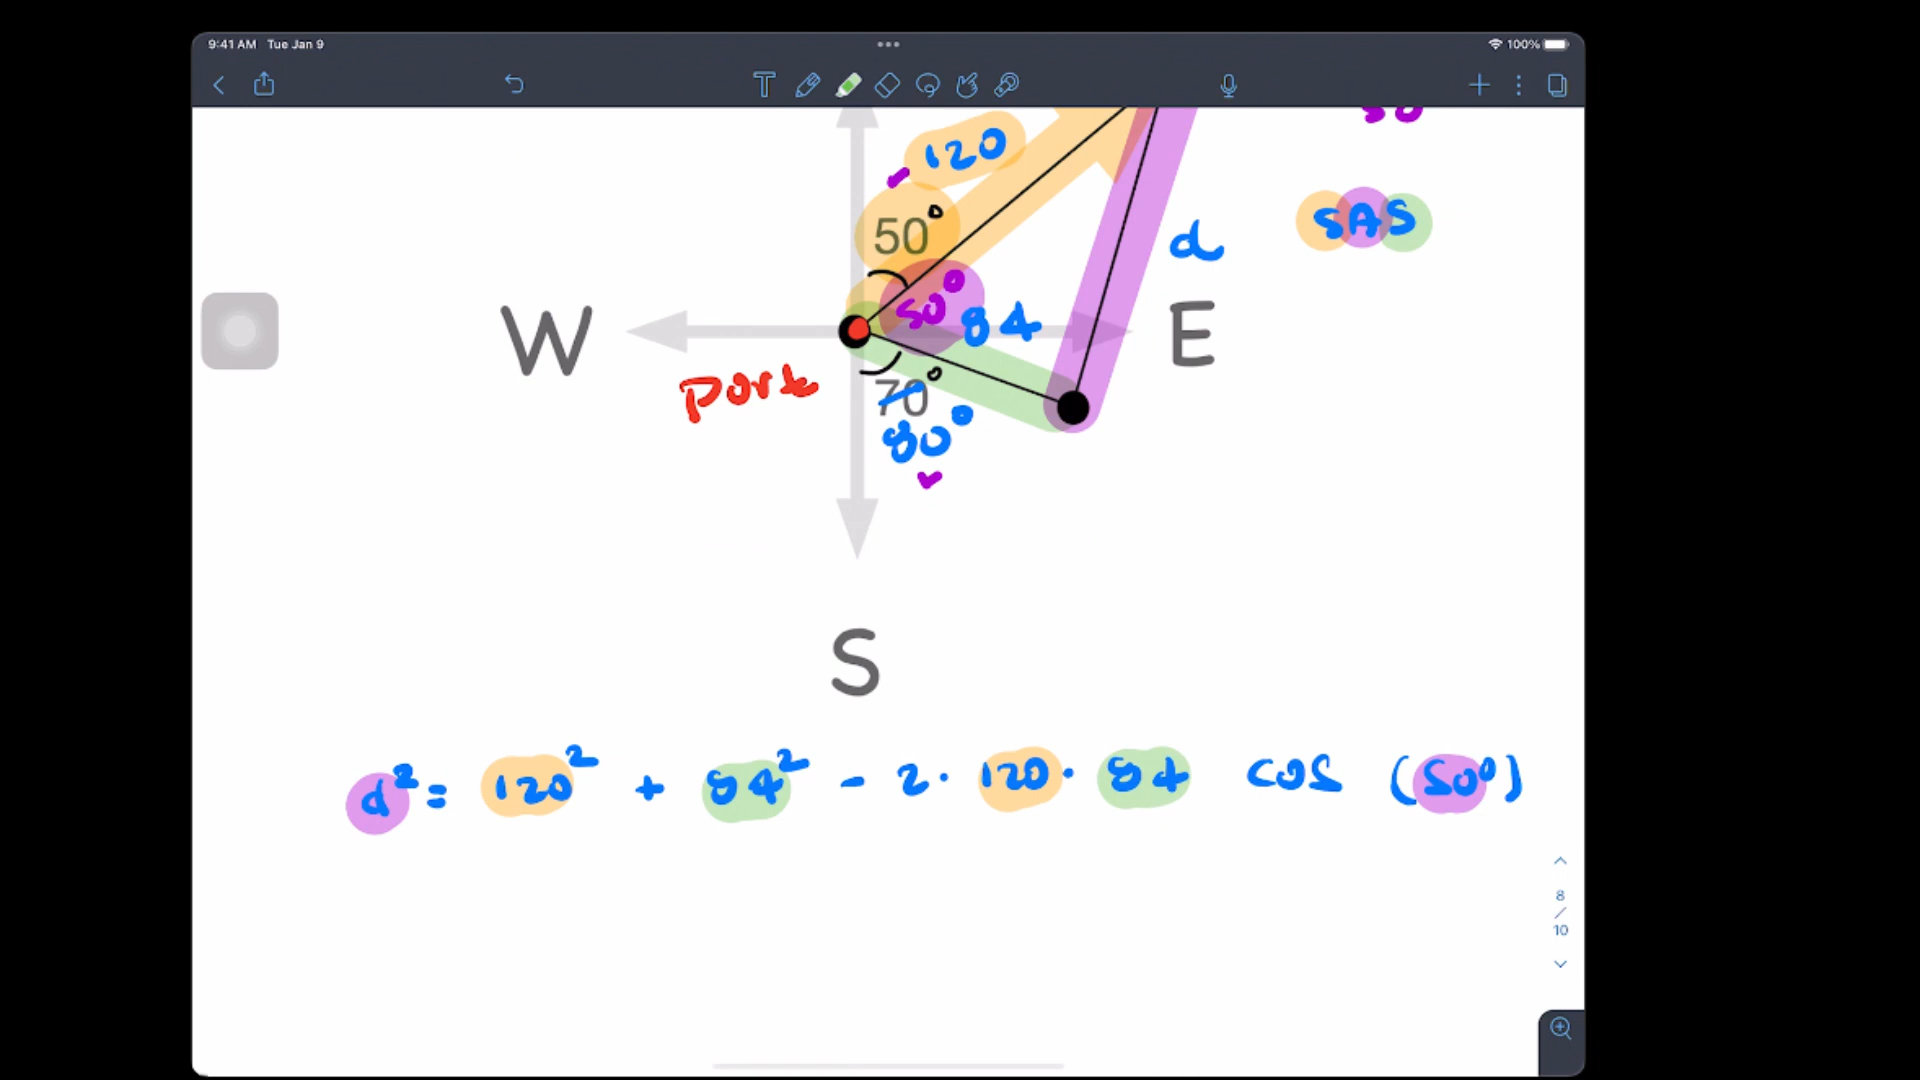 9:41 AM Tue Jan 9
100%
120
50°
SAS
d
50°
84
W
E
port
70°
80°
S
d² = 120² + 84² - 2 · 120 · 84 cos (50°)
8
/
10